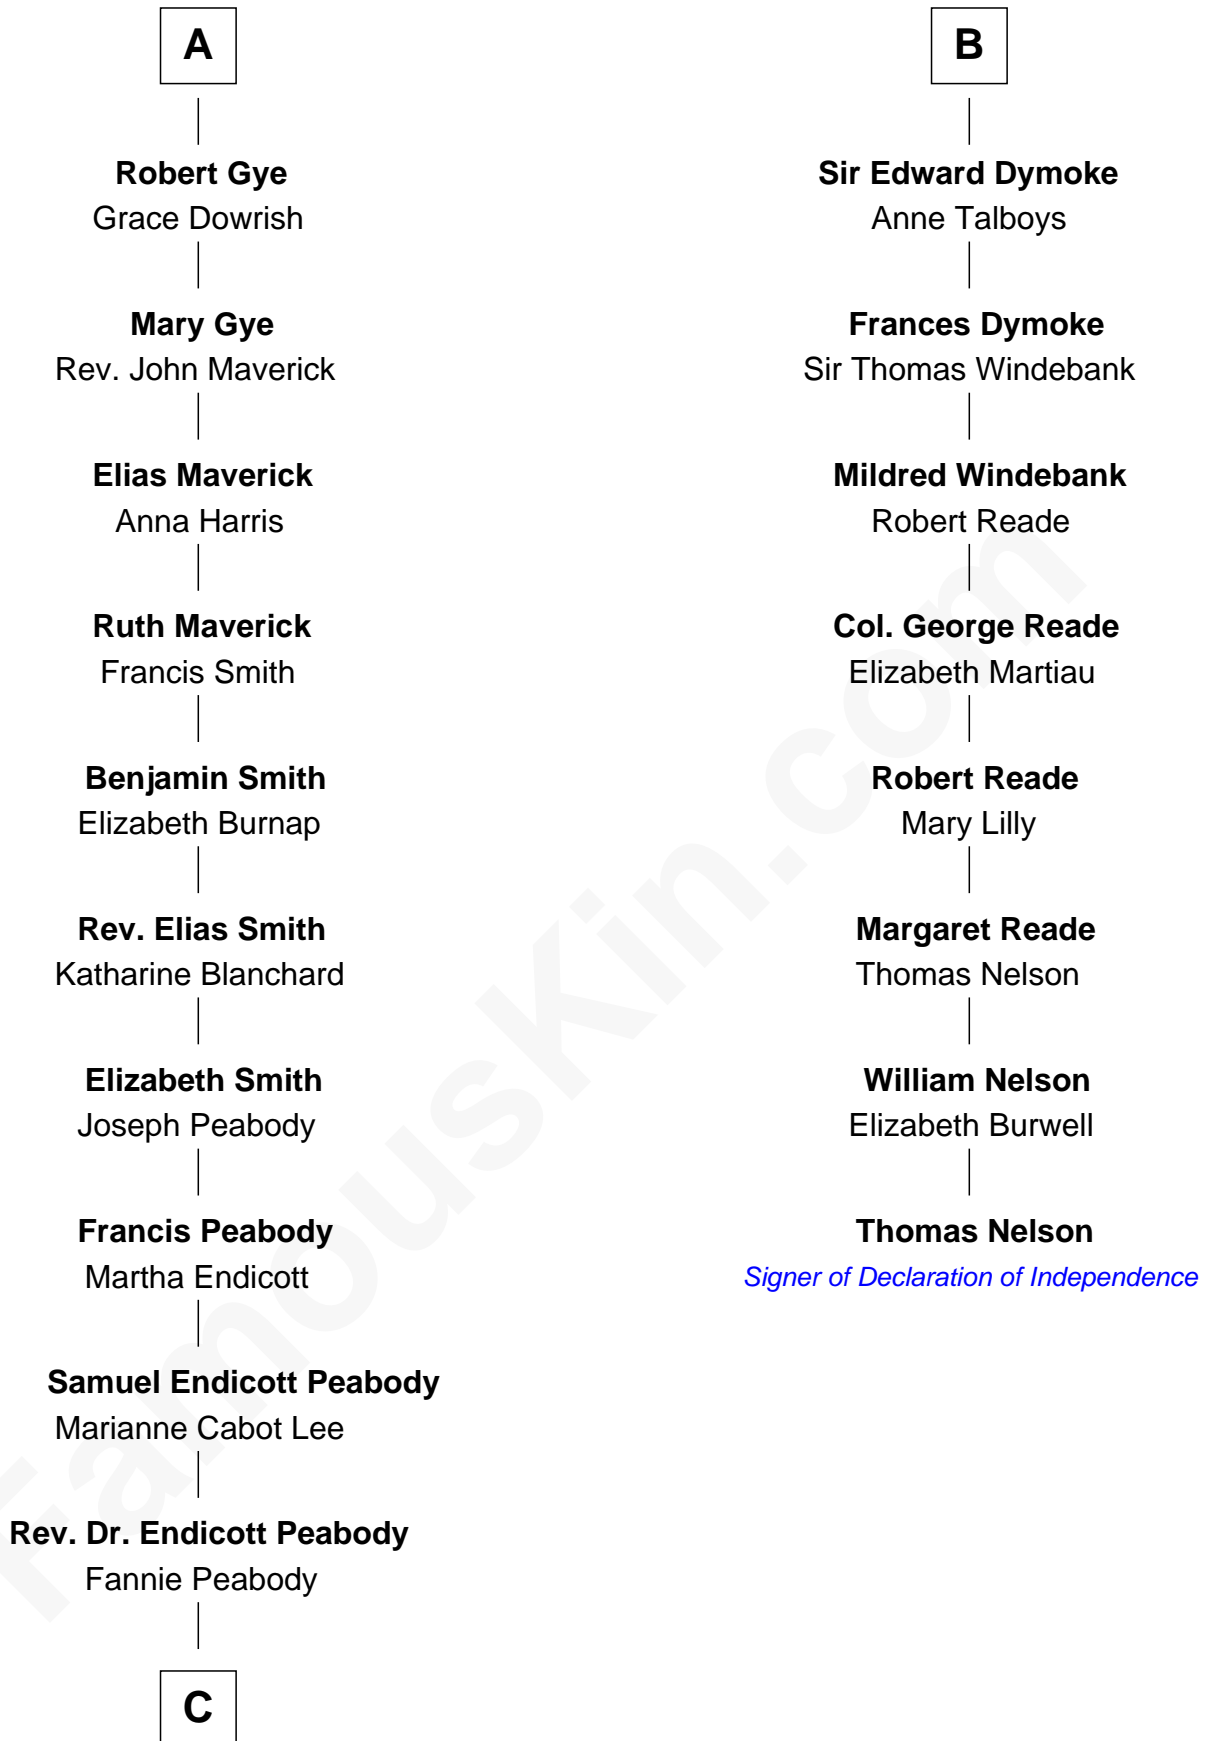 A
Robert Gye
Grace Dowrish
Mary Gye
Rev. John Maverick
Elias Maverick
Anna Harris
Ruth Maverick
Francis Smith
Benjamin Smith
Elizabeth Burnap
Rev. Elias Smith
Katharine Blanchard
Elizabeth Smith
Joseph Peabody
Francis Peabody
Martha Endicott
Samuel Endicott Peabody
Marianne Cabot Lee
Rev. Dr. Endicott Peabody
Fannie Peabody
C
B
Sir Edward Dymoke
Anne Talboys
Frances Dymoke
Sir Thomas Windebank
Mildred Windebank
Robert Reade
Col. George Reade
Elizabeth Martiau
Robert Reade
Mary Lilly
Margaret Reade
Thomas Nelson
William Nelson
Elizabeth Burwell
Thomas Nelson
Signer of Declaration of Independence
FamousKin.com